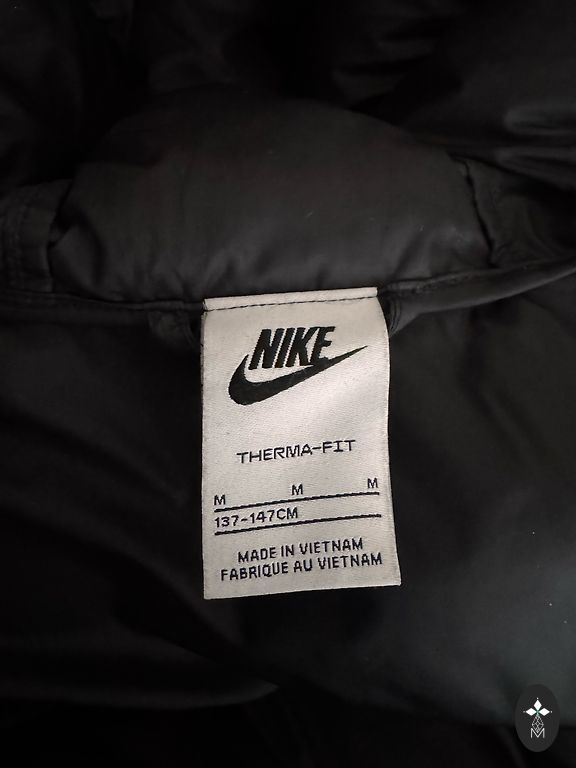 NIKE
THERMA-FIT
M M M
137-147CM
MADE IN VIETNAM
FABRIQUE AU VIETNAM
M